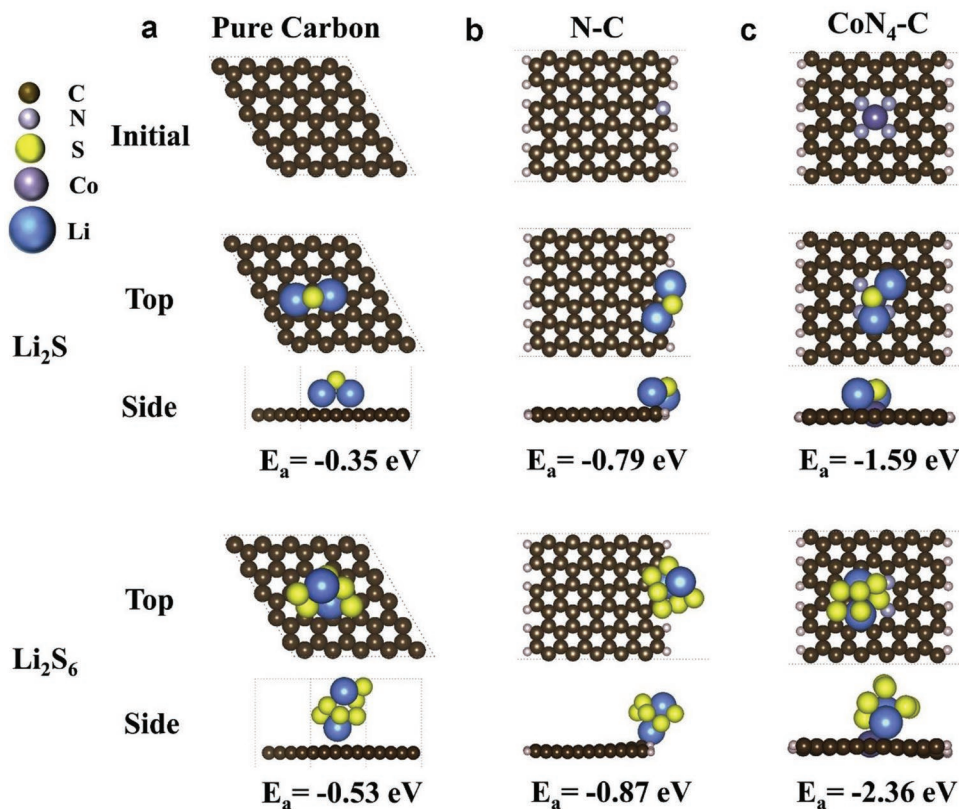 a Pure Carbon b N-C c CoN₄-C
C
N
S
Co
Li
Initial
Top
Li₂S
Side
Eₐ= -0.35 eV Eₐ= -0.79 eV Eₐ= -1.59 eV
Top
Li₂S₆
Side
Eₐ= -0.53 eV Eₐ= -0.87 eV Eₐ= -2.36 eV